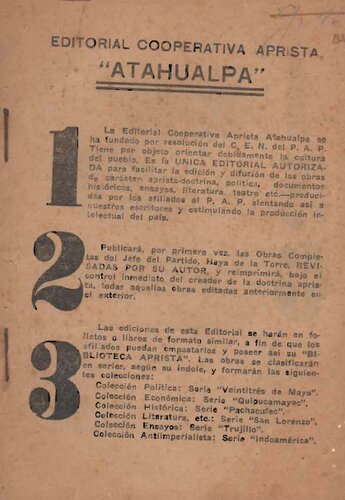 EDITORIAL COOPERATIVA APRISTA
"ATAHUALPA"
1
La Editorial Cooperativa Aprista Atahualpa se
ha fundado por resolución del C. E. N. del P. A. P.
Tiene por objeto orientar debidamente la cultura
del pueblo. Es la UNICA EDITORIAL AUTORIZA-
DA para facilitar la edición y difurión de las obras
de carácter aprista-doctrina, política, documentos
históricos, ensayos, literatura, teatro etc.—produci-
das por los afiliados al P. A. P. alentando así a
nuestros escritores y estimulando la producción in-
telectual del país.
2
Publicará, por primera vez, las Obras Comple-
tas del Jefe del Partido, Haya de la Torre, REVI-
SADAS POR SU AUTOR, y reimprimirá, bajo el
control inmediato del creador de la doctrina apris-
ta, todar aquellas obras editadas anteriormente en
el exterior.
3
Las ediciones de esta Editorial se harán en fo-
lletos o libros de formato similar, a fin de que los
afiliados puedan empastarlos y poseer así su "BI-
BLIOTECA APRISTA". Las obras se clasificarán
en serier, según su índole, y formarán las siguien-
tes colecciones:
Colección Política: Serie "Veintitrés de Mayo".
Colección Económica: Serie "Quipucamayoc".
Colección Histórica: Serie "Pachacutec".
Colección Literatura, etc.: Serie "San Lorenzo".
Colección Ensayos: Serie "Trujillo".
Colección Antiimperialista: Serie "Indoamérica".